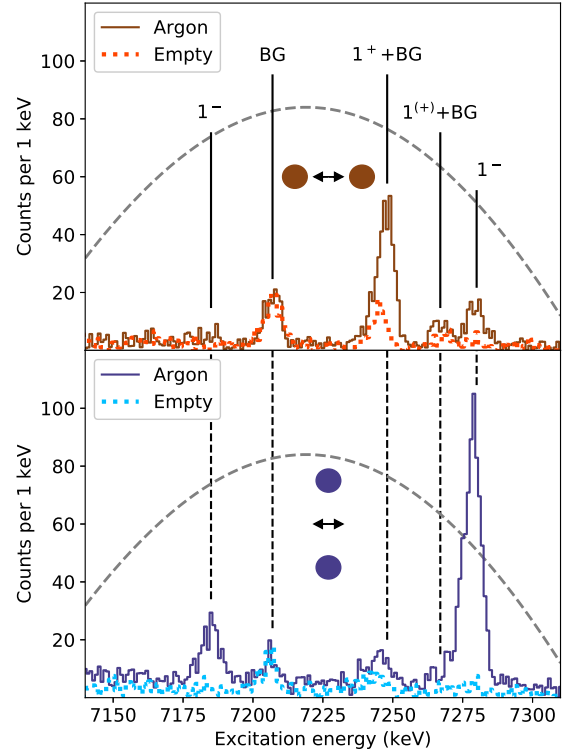 Argon
Empty
1⁻
BG
1⁺+BG
1⁽⁺⁾+BG
1⁻
100
80
60
40
20
Counts per 1 keV
Argon
Empty
100
80
60
40
20
Counts per 1 keV
7150 7175 7200 7225 7250 7275 7300
Excitation energy (keV)